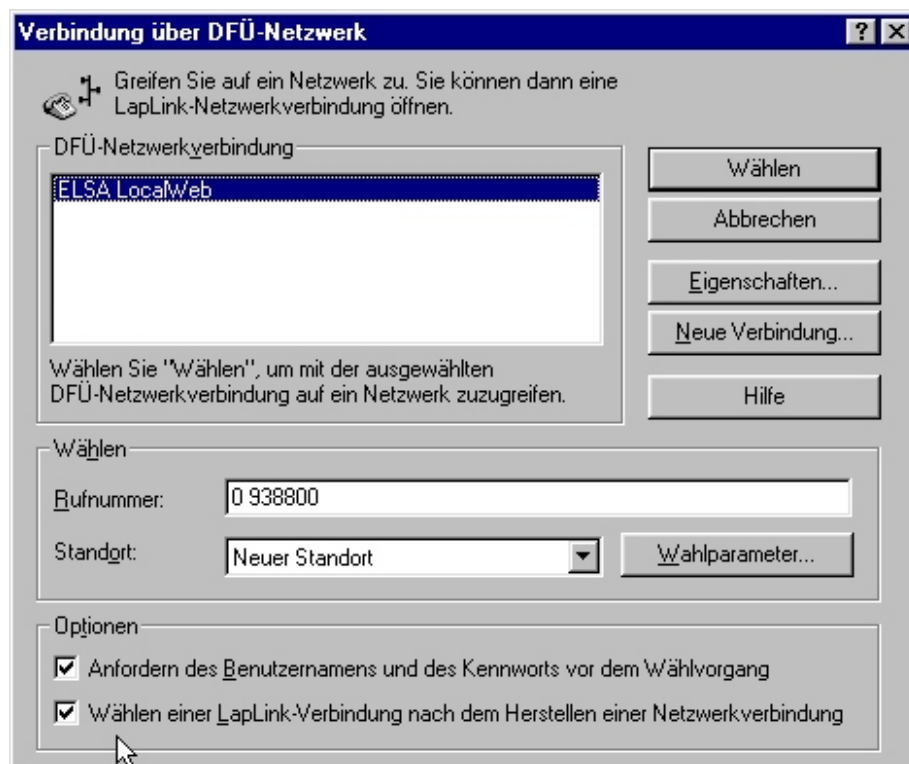 Verbindung über DFÜ-Netzwerk
Greifen Sie auf ein Netzwerk zu. Sie können dann eine
LapLink-Netzwerkverbindung öffnen.
DFÜ-Netzwerkverbindung
ELSA LocalWeb
Wählen Sie "Wählen", um mit der ausgewählten
DFÜ-Netzwerkverbindung auf ein Netzwerk zuzugreifen.
Wählen
Abbrechen
Eigenschaften...
Neue Verbindung...
Hilfe
Wählen
Rufnummer: 0 938800
Standort: Neuer Standort Wahlparameter...
Optionen
Anfordern des Benutzernamens und des Kennworts vor dem Wählvorgang
Wählen einer LapLink-Verbindung nach dem Herstellen einer Netzwerkverbindung